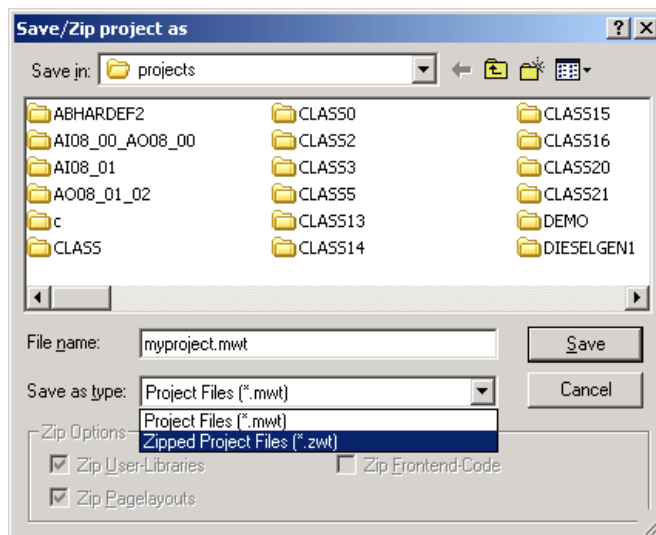 Save/Zip project as
Save in: projects
ABHARDEF2 CLASS0 CLASS15
AI08_00_AO08_00 CLASS2 CLASS16
AI08_01 CLASS3 CLASS20
AO08_01_02 CLASS5 CLASS21
c CLASS13 DEMO
CLASS CLASS14 DIESELGEN1
File name: myproject.mwt Save
Save as type: Project Files (*.mwt) Cancel
Project Files (*.mwt)
Zip Options Zipped Project Files (*.zwt)
Zip User-Libraries Zip Frontend-Code
Zip Pagelayouts